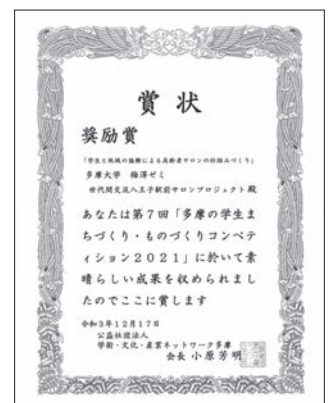 賞状
奨励賞
「学生と地域の協働による高齢者サロンの仕組みづくり」
多摩大学 梅澤ゼミ
世代間交流八王子駅前サロンプロジェクト 殿
あなたは第7回「多摩の学生ま
ちづくり・ものづくりコンペテ
ィション2021」に於いて素
晴らしい成果を収められまし
たのでここに賞します
令和3年12月17日
公益社団法人
学術・文化・産業ネットワーク多摩
会長 小原芳明